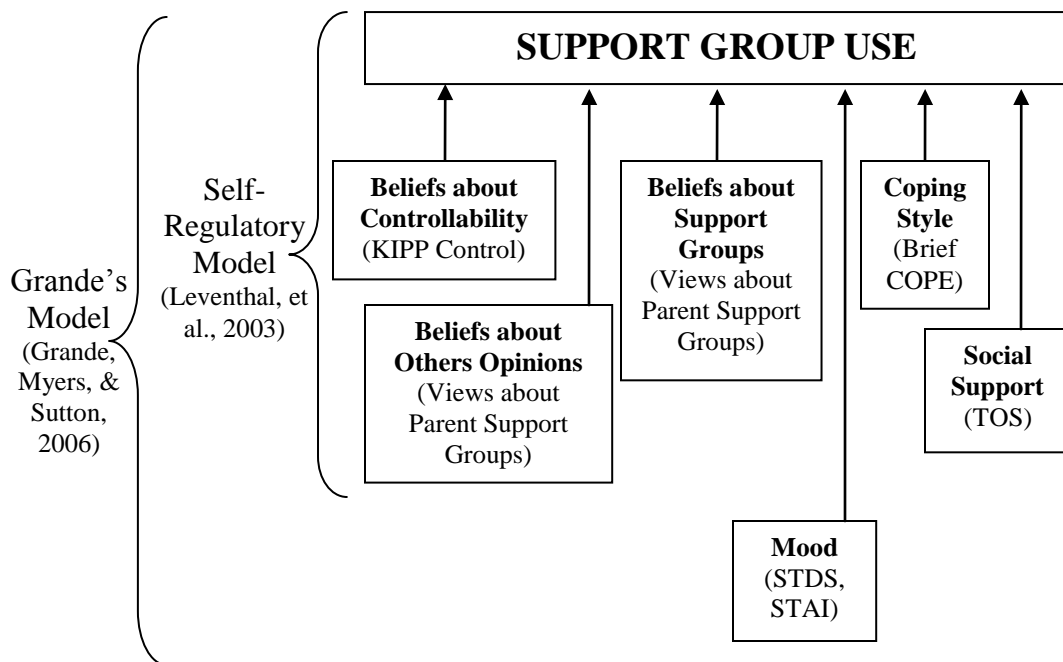 SUPPORT GROUP USE
Grande's
Model
(Grande,
Myers, &
Sutton,
2006)
Self-
Regulatory
Model
(Leventhal, et
al., 2003)
Beliefs about
Controllability
(KIPP Control)
Beliefs about
Others Opinions
(Views about
Parent Support
Groups)
Beliefs about
Support
Groups
(Views about
Parent Support
Groups)
Coping
Style
(Brief
COPE)
Social
Support
(TOS)
Mood
(STDS,
STAI)